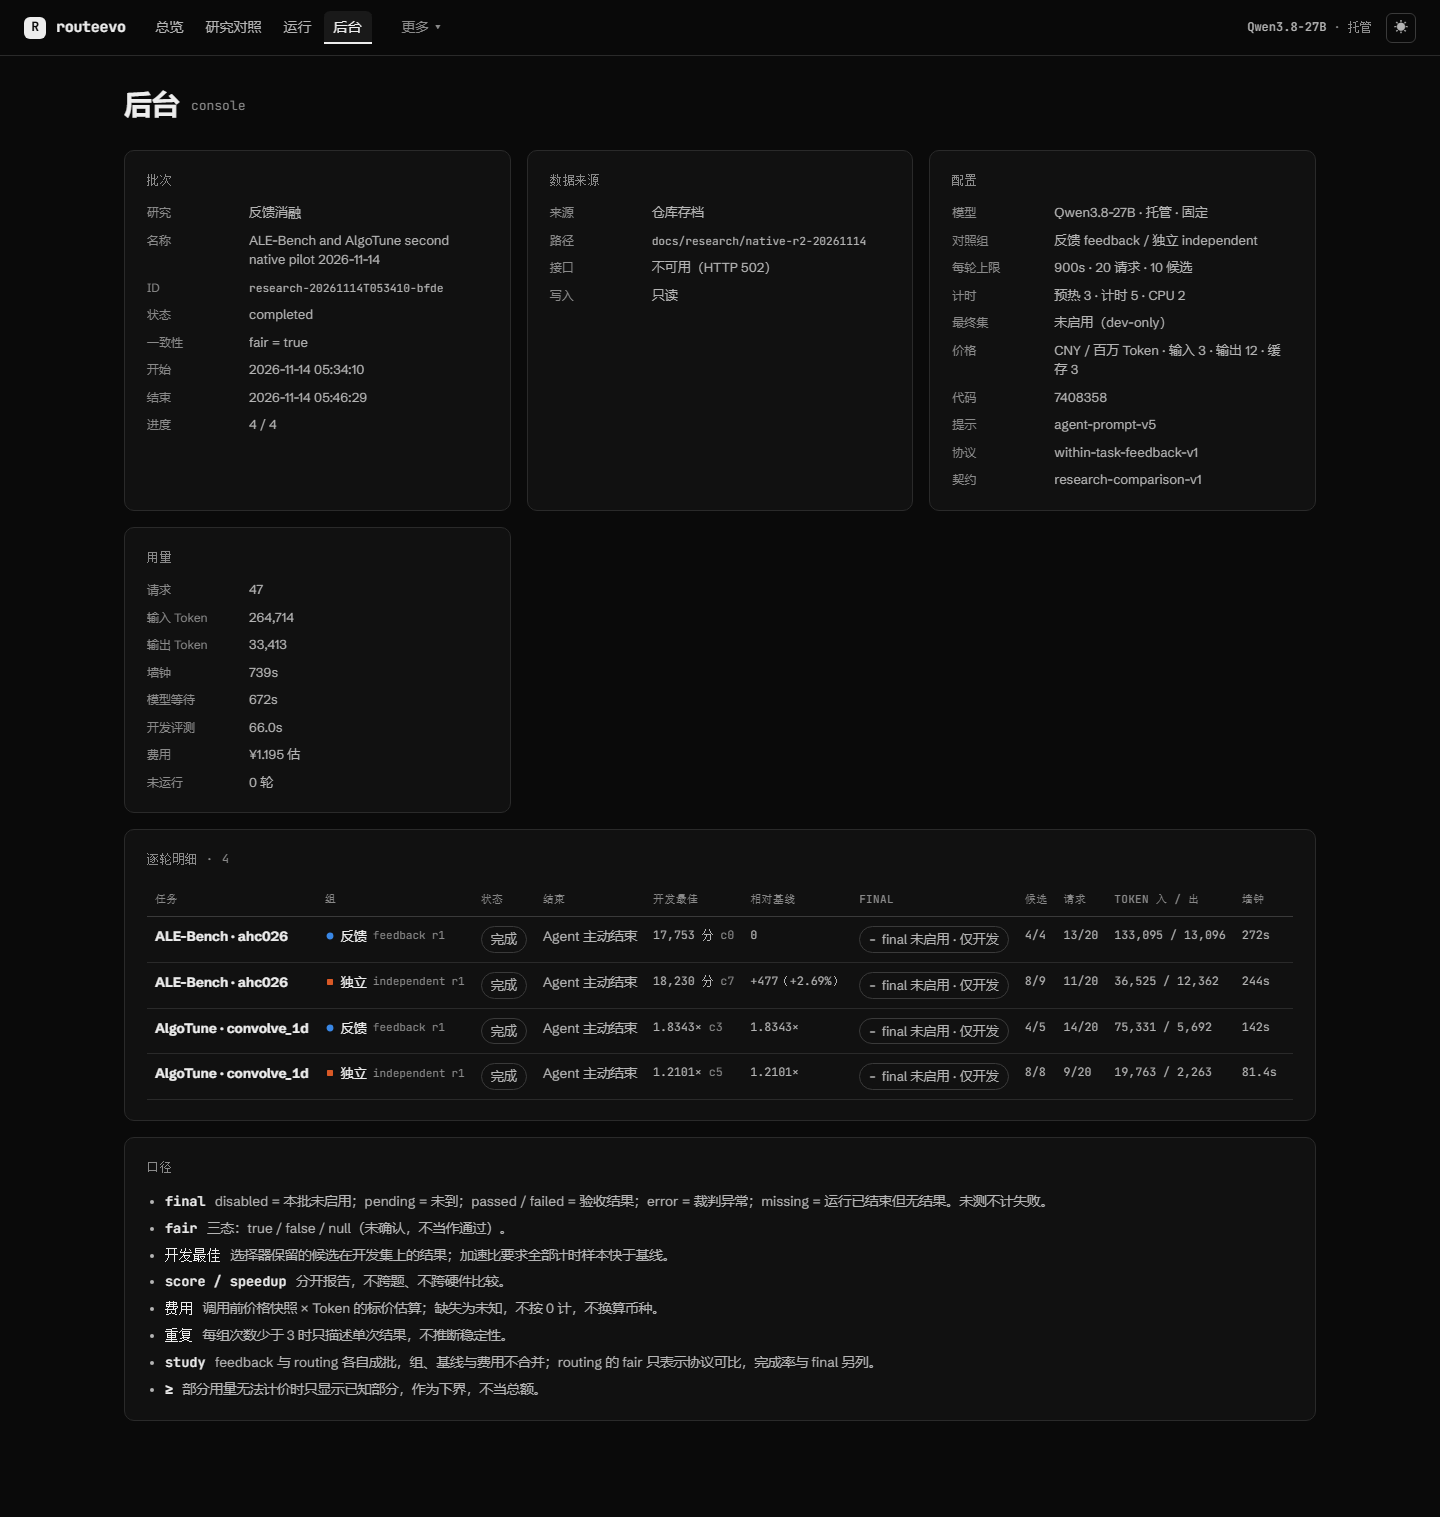 R routeevo 总览 研究对照 运行 后台 更多 ▾ Qwen3.8-27B · 托管
后台 console
批次
研究 反馈消融
名称 ALE-Bench and AlgoTune second
native pilot 2026-11-14
ID research-20261114T053410-bfde
状态 completed
一致性 fair = true
开始 2026-11-14 05:34:10
结束 2026-11-14 05:46:29
进度 4 / 4
数据来源
来源 仓库存档
路径 docs/research/native-r2-20261114
接口 不可用（HTTP 502）
写入 只读
配置
模型 Qwen3.8-27B · 托管 · 固定
对照组 反馈 feedback / 独立 independent
每轮上限 900s · 20 请求 · 10 候选
计时 预热 3 · 计时 5 · CPU 2
最终集 未启用（dev-only）
价格 CNY / 百万 Token · 输入 3 · 输出 12 · 缓
存 3
代码 7408358
提示 agent-prompt-v5
协议 within-task-feedback-v1
契约 research-comparison-v1
用量
请求 47
输入 Token 264,714
输出 Token 33,413
墙钟 739s
模型等待 672s
开发评测 66.0s
费用 ¥1.195 估
未运行 0 轮
逐轮明细 · 4
任务 组 状态 结束 开发最佳 相对基线 FINAL 候选 请求 TOKEN 入 / 出 墙钟
ALE-Bench · ahc026 反馈 feedback r1 完成 Agent 主动结束 17,753 分 c0 0 – final 未启用 · 仅开发 4/4 13/20 133,095 / 13,096 272s
ALE-Bench · ahc026 独立 independent r1 完成 Agent 主动结束 18,230 分 c7 +477 (+2.69%) – final 未启用 · 仅开发 8/9 11/20 36,525 / 12,362 244s
AlgoTune · convolve_1d 反馈 feedback r1 完成 Agent 主动结束 1.8343× c3 1.8343× – final 未启用 · 仅开发 4/5 14/20 75,331 / 5,692 142s
AlgoTune · convolve_1d 独立 independent r1 完成 Agent 主动结束 1.2101× c5 1.2101× – final 未启用 · 仅开发 8/8 9/20 19,763 / 2,263 81.4s
口径
• final disabled = 本批未启用；pending = 未到；passed / failed = 验收结果；error = 裁判异常；missing = 运行已结束但无结果。未测不计失败。
• fair 三态：true / false / null（未确认，不当作通过）。
• 开发最佳 选择器保留的候选在开发集上的结果；加速比要求全部计时样本快于基线。
• score / speedup 分开报告，不跨题、不跨硬件比较。
• 费用 调用前价格快照 × Token 的标价估算；缺失为未知，不按 0 计，不换算币种。
• 重复 每组次数少于 3 时只描述单次结果，不推断稳定性。
• study feedback 与 routing 各自成批，组、基线与费用不合并；routing 的 fair 只表示协议可比，完成率与 final 另列。
• ≥ 部分用量无法计价时只显示已知部分，作为下界，不当总额。